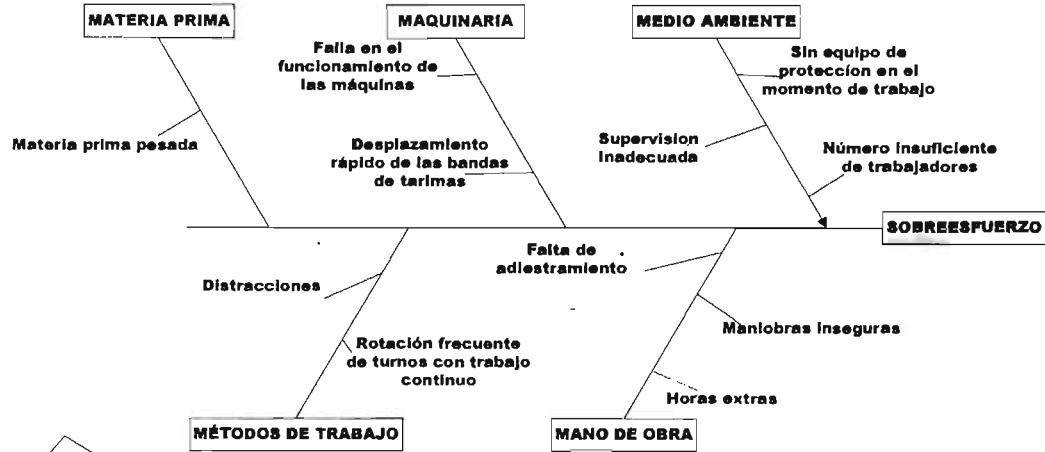 MATERIA PRIMA
MAQUINARIA
MEDIO AMBIENTE
Falla en el
funcionamiento de
las máquinas
Sin equipo de
protección en el
momento de trabajo
Materia prima pesada
Desplazamiento
rápido de las bandas
de tarimas
Supervision
inadecuada
Número insuficiente
de trabajadores
SOBREESFUERZO
Distracciones
Falta de
adiestramiento
Rotación frecuente
de turnos con trabajo
continuo
Maniobras inseguras
Horas extras
MÉTODOS DE TRABAJO
MANO DE OBRA